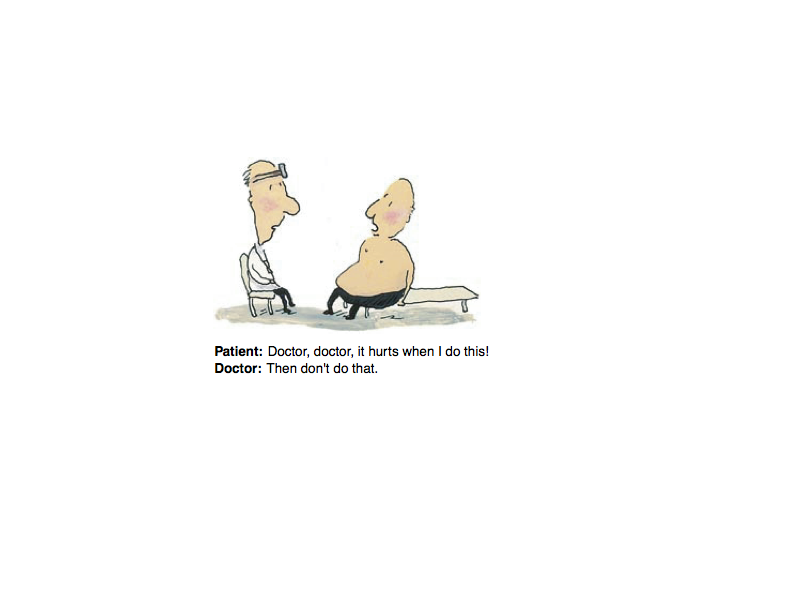 Patient: Doctor, doctor, it hurts when I do this!
Doctor: Then don't do that.